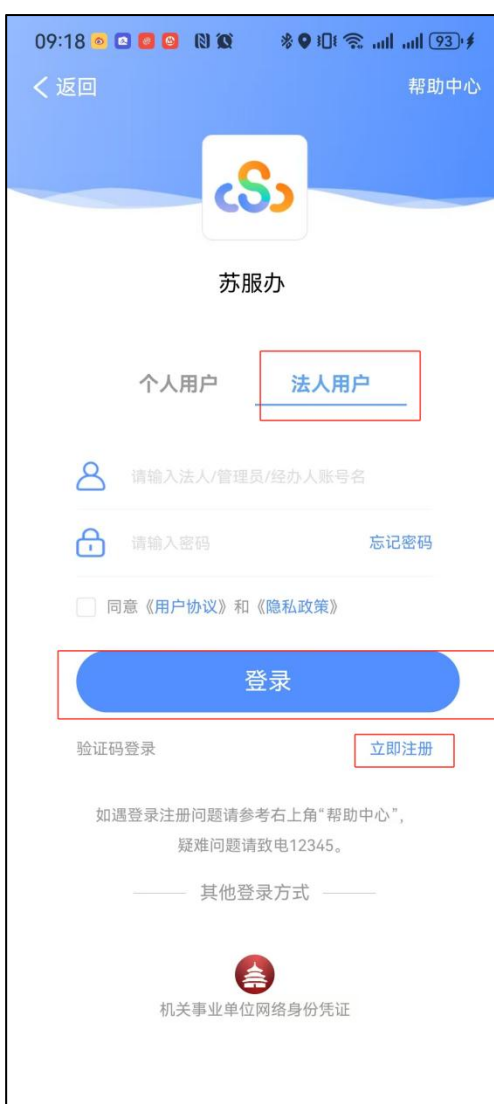 09:18 93
返回 帮助中心
苏服办
个人用户 法人用户
请输入法人/管理员/经办人账号名
请输入密码 忘记密码
同意《用户协议》和《隐私政策》
登录
验证码登录 立即注册
如遇登录注册问题请参考右上角“帮助中心”,
疑难问题请致电12345。
其他登录方式
机关事业单位网络身份凭证